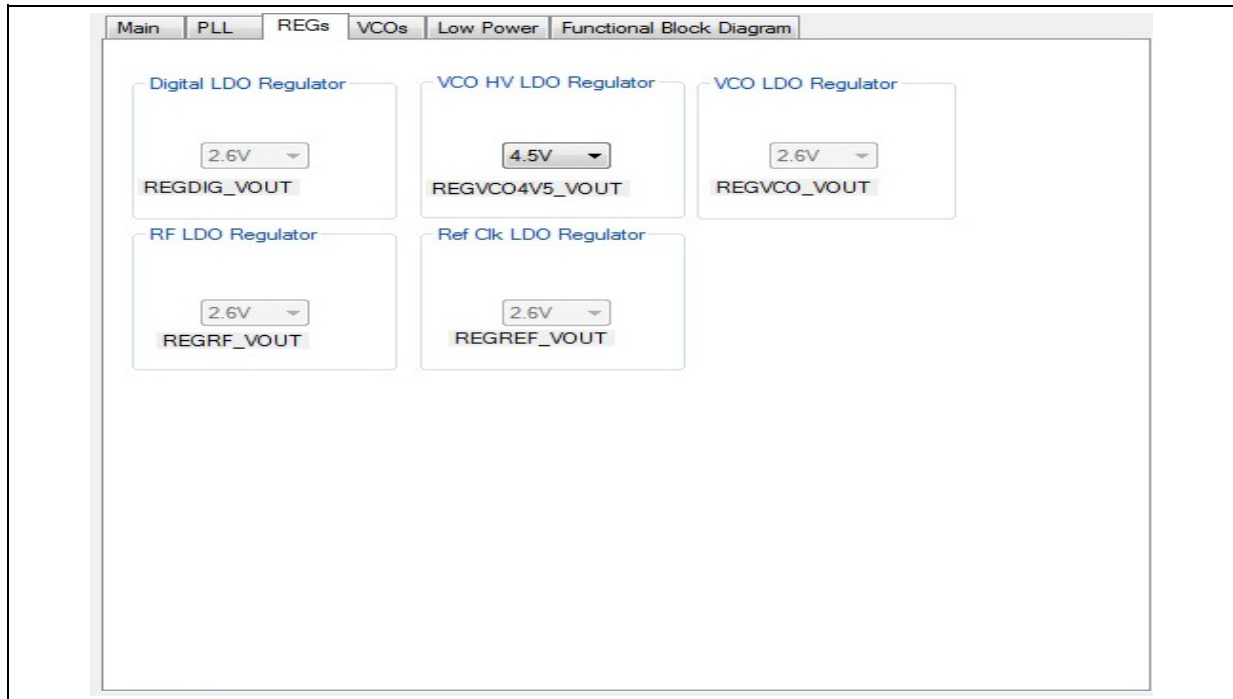 Main PLL REGs VCOs Low Power Functional Block Diagram
Digital LDO Regulator VCO HV LDO Regulator VCO LDO Regulator
2.6V 4.5V 2.6V
REGDIG_VOUT REGVCO4V5_VOUT REGVCO_VOUT
RF LDO Regulator Ref Clk LDO Regulator
2.6V 2.6V
REGRF_VOUT REGREF_VOUT